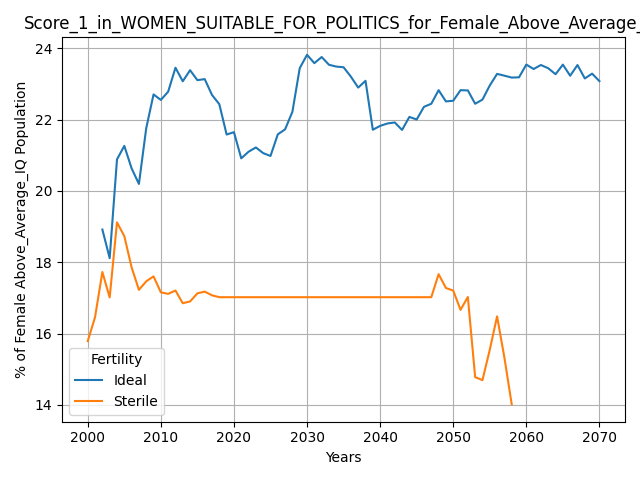 Score_1_in_WOMEN_SUITABLE_FOR_POLITICS_for_Female_Above_Average_
% of Female Above_Average_IQ Population
24
22
20
18
16
14
Fertility
Ideal
Sterile
2000 2010 2020 2030 2040 2050 2060 2070
Years